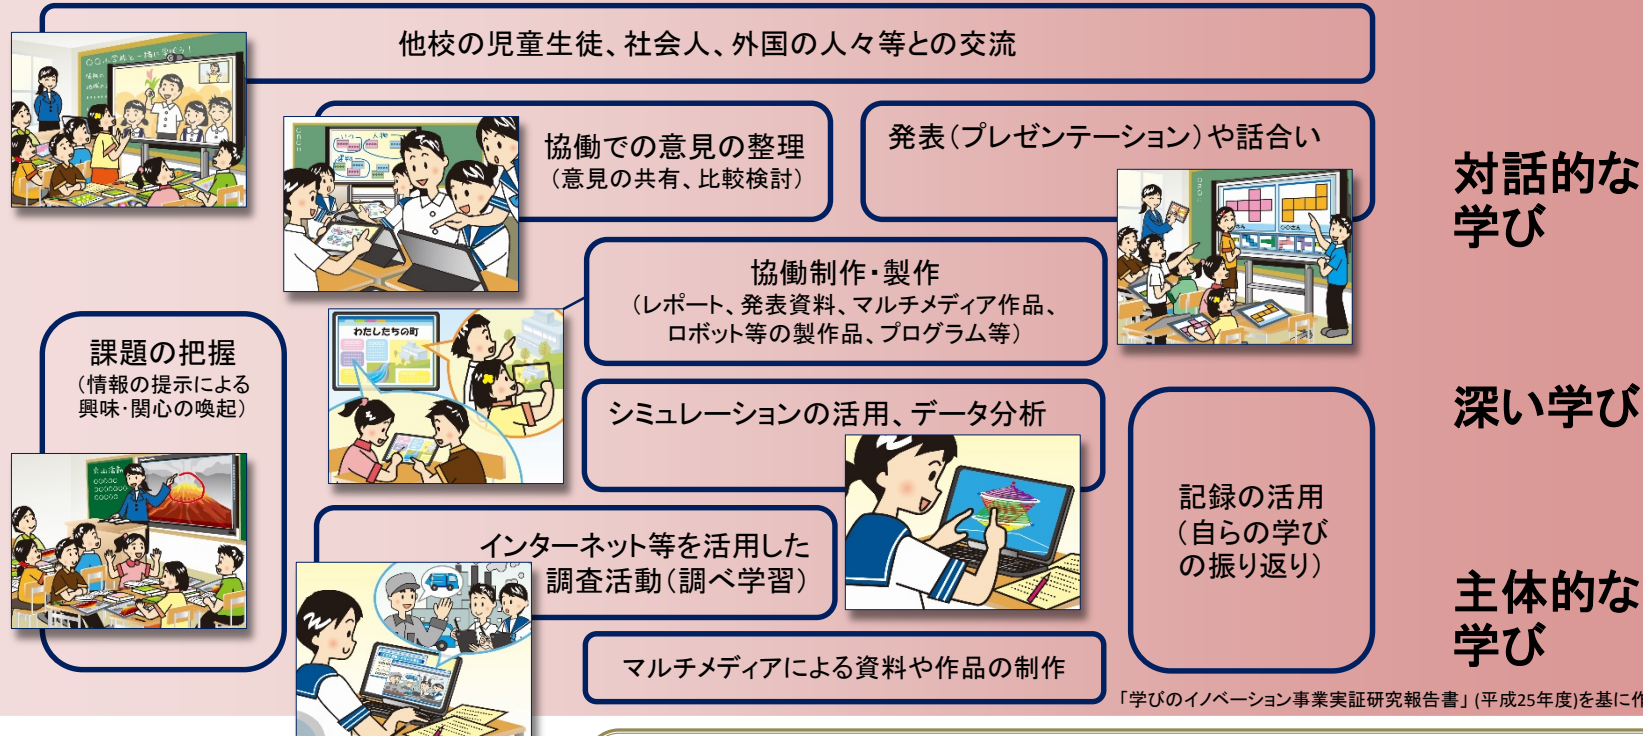 他校の児童生徒、社会人、外国の人々等との交流
協働での意見の整理
（意見の共有、比較検討）
発表（プレゼンテーション）や話合い
対話的な
学び
協働制作・製作
（レポート、発表資料、マルチメディア作品、
ロボット等の製作品、プログラム等）
わたしたちの町
課題の把握
（情報の提示による
興味・関心の喚起）
シミュレーションの活用、データ分析
深い学び
火山活動
記録の活用
（自らの学び
の振り返り）
インターネット等を活用した
調査活動（調べ学習）
主体的な
学び
マルチメディアによる資料や作品の制作
「学びのイノベーション事業実証研究報告書」 (平成25年度)を基に作